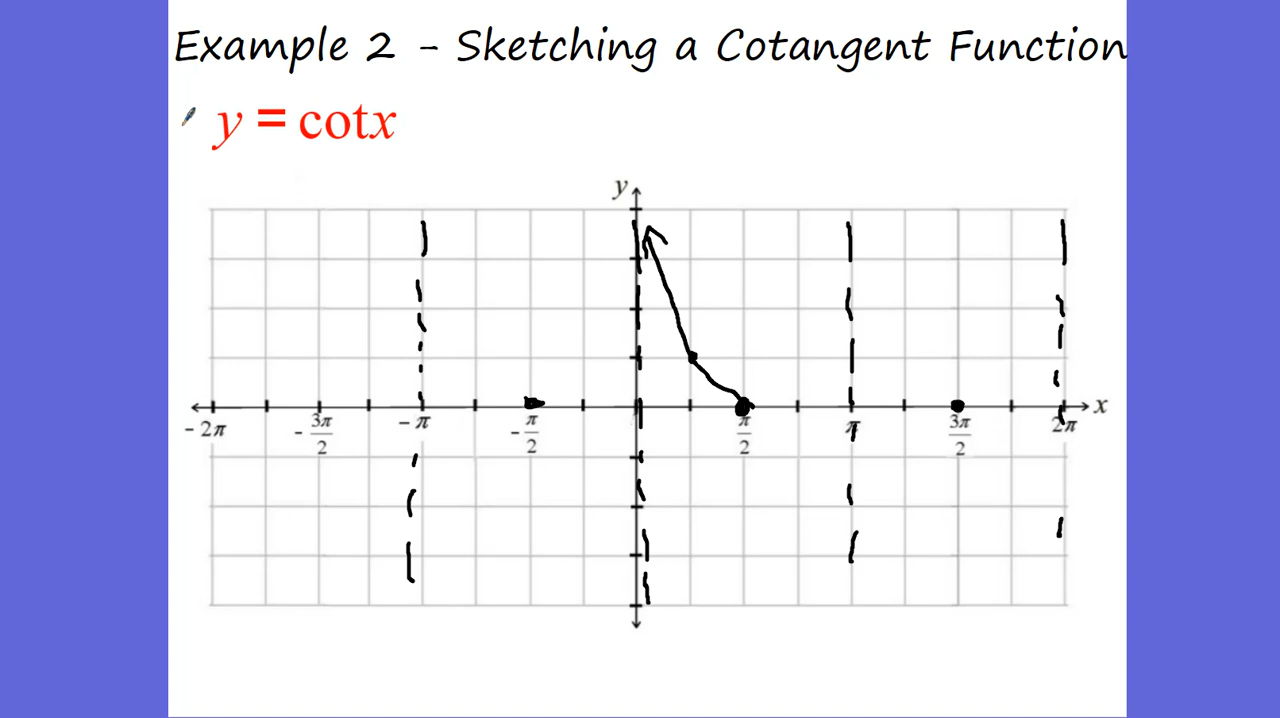 Example 2 - Sketching a Cotangent Function
y = cotx
y
x
- 2π
- 3π/2
- π
- π/2
π/2
π
3π/2
2π